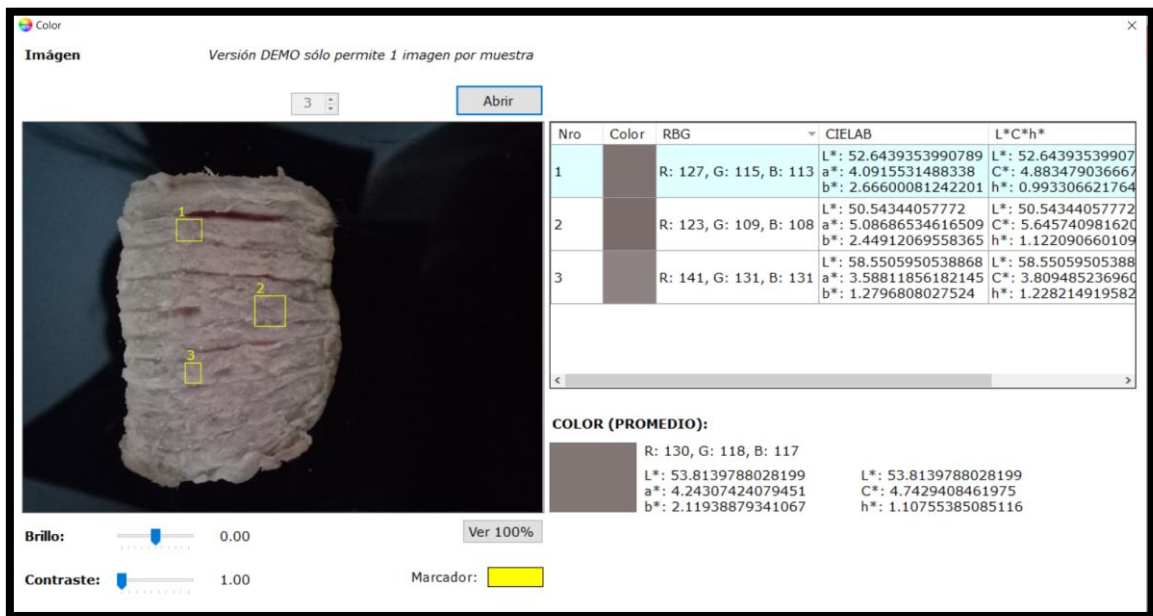 Color
Imágen
Versión DEMO sólo permite 1 imagen por muestra
3
Abrir
1
2
3
Brillo:
0.00
Ver 100%
Contraste:
1.00
Marcador:
Nro Color RBG CIELAB L*C*h*
1 R: 127, G: 115, B: 113
L*: 52.6439353990789 L*: 52.64393539907
a*: 4.0915531488338 C*: 4.883479036667
b*: 2.66600081242201 h*: 0.993306621764
2 R: 123, G: 109, B: 108
L*: 50.54344057772 L*: 50.54344057772
a*: 5.08686534616509 C*: 5.645740981620
b*: 2.44912069558365 h*: 1.122090660109
3 R: 141, G: 131, B: 131
L*: 58.5505950538868 L*: 58.55059505388
a*: 3.58811856182145 C*: 3.809485236960
b*: 1.2796808027524 h*: 1.228214919582
COLOR (PROMEDIO):
R: 130, G: 118, B: 117
L*: 53.8139788028199 L*: 53.8139788028199
a*: 4.24307424079451 C*: 4.7429408461975
b*: 2.11938879341067 h*: 1.10755385085116